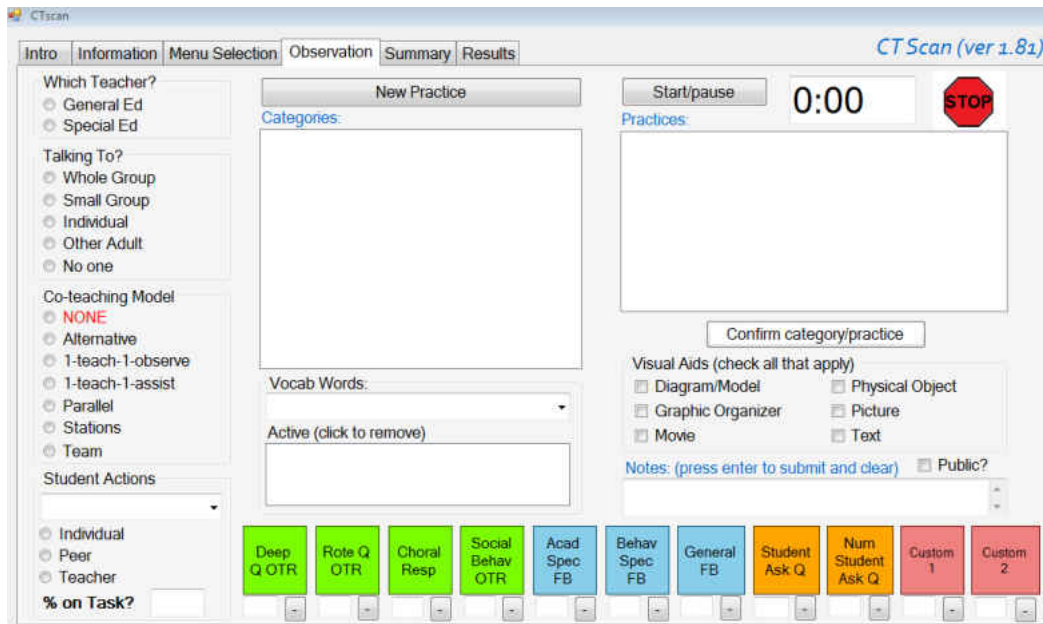 CTscan
CT Scan (ver 1.81)
Intro Information Menu Selection Observation Summary Results
Which Teacher?
General Ed
Special Ed
Talking To?
Whole Group
Small Group
Individual
Other Adult
No one
Co-teaching Model
NONE
Alternative
1-teach-1-observe
1-teach-1-assist
Parallel
Stations
Team
Student Actions
Individual
Peer
Teacher
% on Task?
New Practice
Categories:
Vocab Words:
Active (click to remove)
Start/pause
0:00
STOP
Practices:
Confirm category/practice
Visual Aids (check all that apply)
Diagram/Model Physical Object
Graphic Organizer Picture
Movie Text
Notes: (press enter to submit and clear) Public?
Deep
Q OTR
Rote Q
OTR
Choral
Resp
Social
Behav
OTR
Acad
Spec
FB
Behav
Spec
FB
General
FB
Student
Ask Q
Num
Student
Ask Q
Custom
1
Custom
2
- - - - - - - - - - -